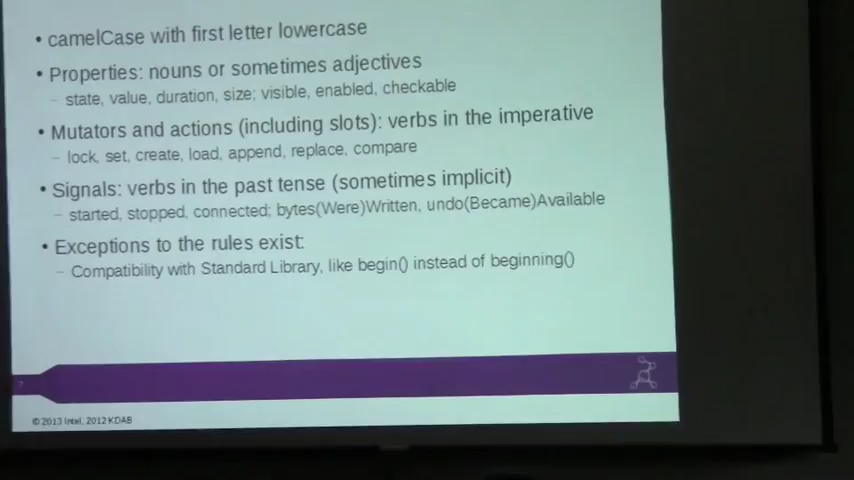 • camelCase with first letter lowercase
• Properties: nouns or sometimes adjectives
– state, value, duration, size; visible, enabled, checkable
• Mutators and actions (including slots): verbs in the imperative
– lock, set, create, load, append, replace, compare
• Signals: verbs in the past tense (sometimes implicit)
– started, stopped, connected; bytes(Were)Written, undo(Became)Available
• Exceptions to the rules exist:
– Compatibility with Standard Library, like begin() instead of beginning()
7
© 2013 Intel, 2012 KDAB